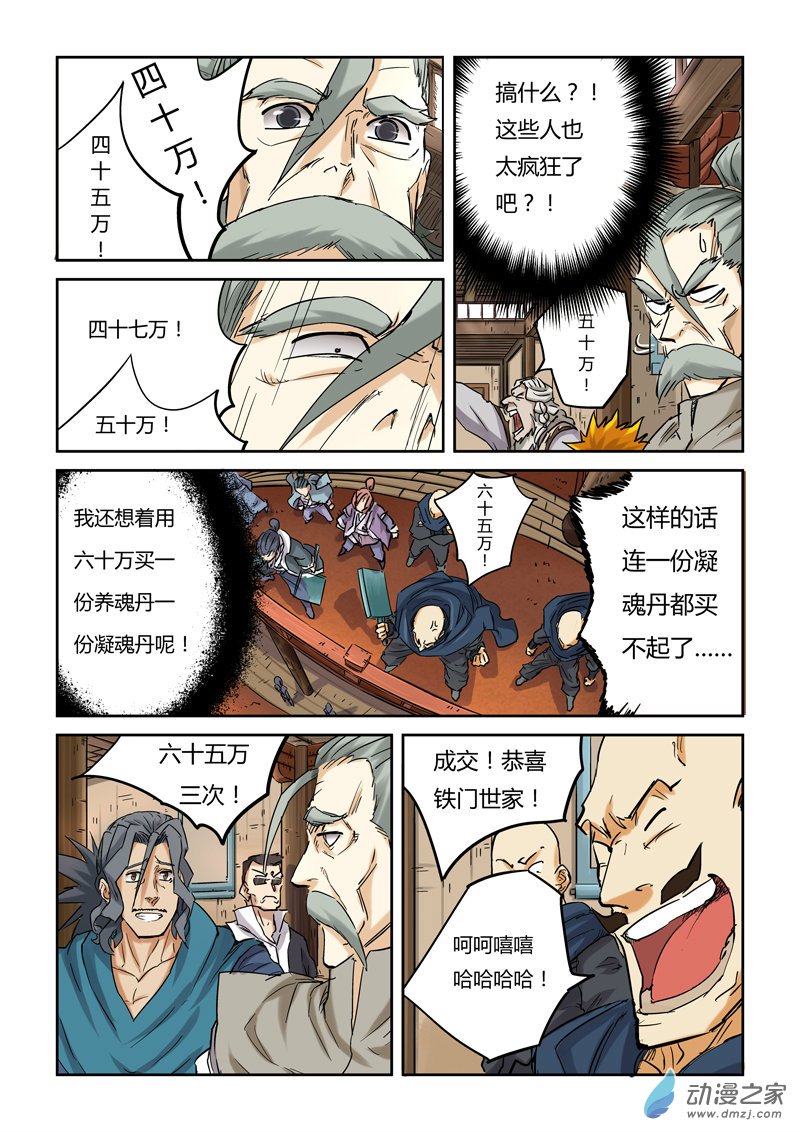 四十万！
四十五万！
搞什么？！
这些人也
太疯狂了
吧？！
五十万！
四十七万！
五十万！
我还想着用
六十万买一
份养魂丹一
份凝魂丹呢！
六十五万！
这样的话
连一份凝
魂丹都买
不起了……
六十五万
三次！
成交！恭喜
铁门世家！
呵呵嘻嘻
哈哈哈哈！
动漫之家
www.dmzj.com